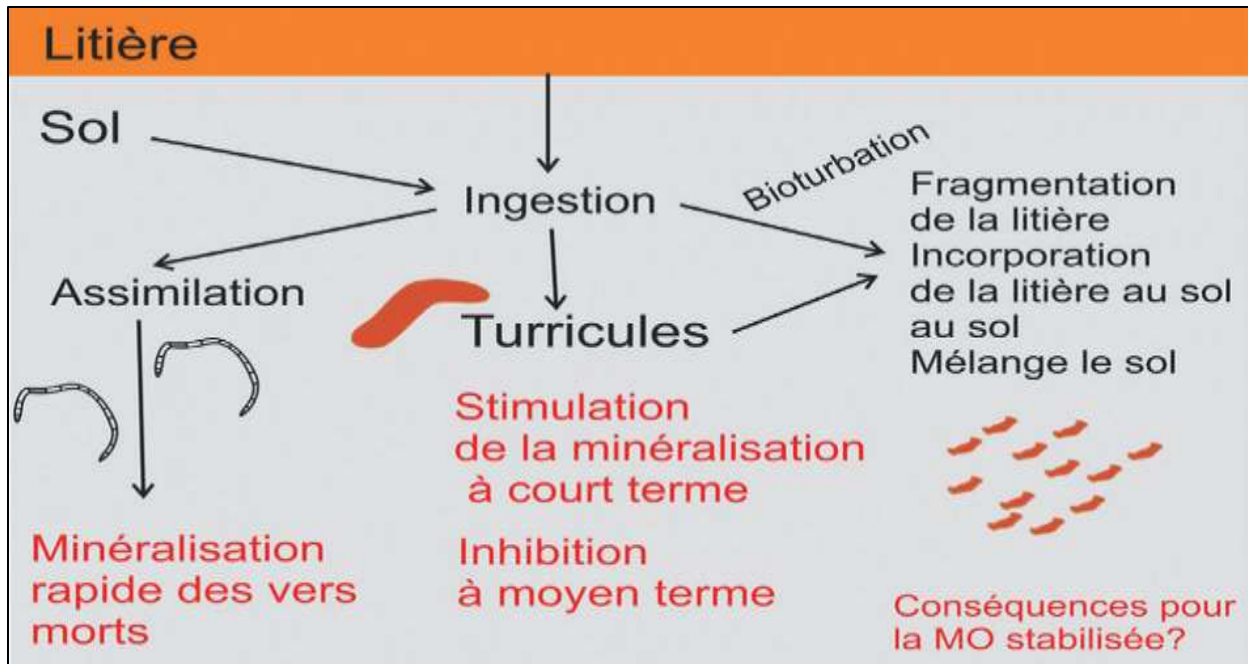 Litière
Sol
Ingestion
Bioturbation
Fragmentation
de la litière
Incorporation
de la litière au sol
au sol
Mélange le sol
Assimilation
Turricules
Stimulation
de la minéralisation
à court terme
Inhibition
à moyen terme
Minéralisation
rapide des vers
morts
Conséquences pour
la MO stabilisée?